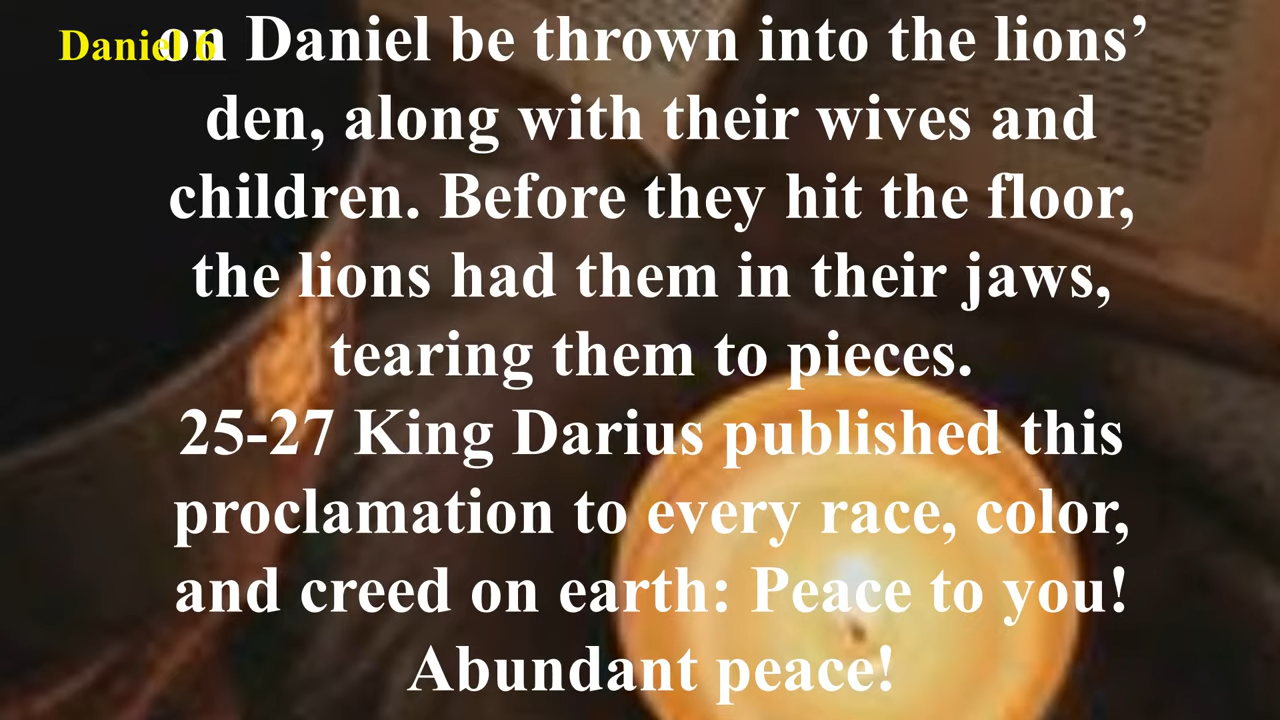 Daniel 6
on Daniel be thrown into the lions’
den, along with their wives and
children. Before they hit the floor,
the lions had them in their jaws,
tearing them to pieces.
25-27 King Darius published this
proclamation to every race, color,
and creed on earth: Peace to you!
Abundant peace!